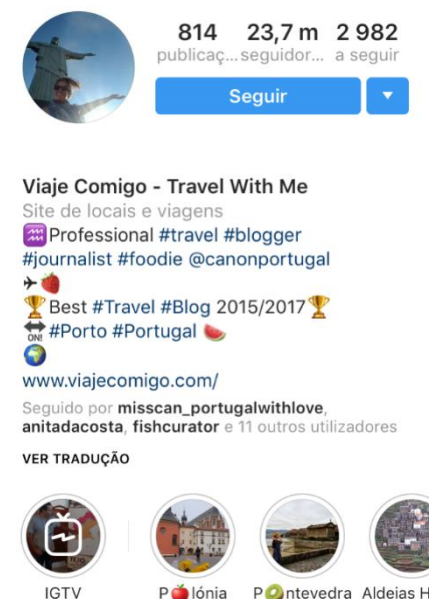 814 23,7 m 2 982
publicaç... seguidor... a seguir
Seguir
Viaje Comigo - Travel With Me
Site de locais e viagens
♒Professional #travel #blogger
#journalist #foodie @canonportugal
✈🍓
🏆Best #Travel #Blog 2015/2017🏆
🔛#Porto #Portugal 🍉
🌍
www.viajecomigo.com/
Seguido por misscan_portugalwithlove,
anitadacosta, fishcurator e 11 outros utilizadores
VER TRADUÇÃO
IGTV P🍎lónia P🥝ntevedra Aldeias H